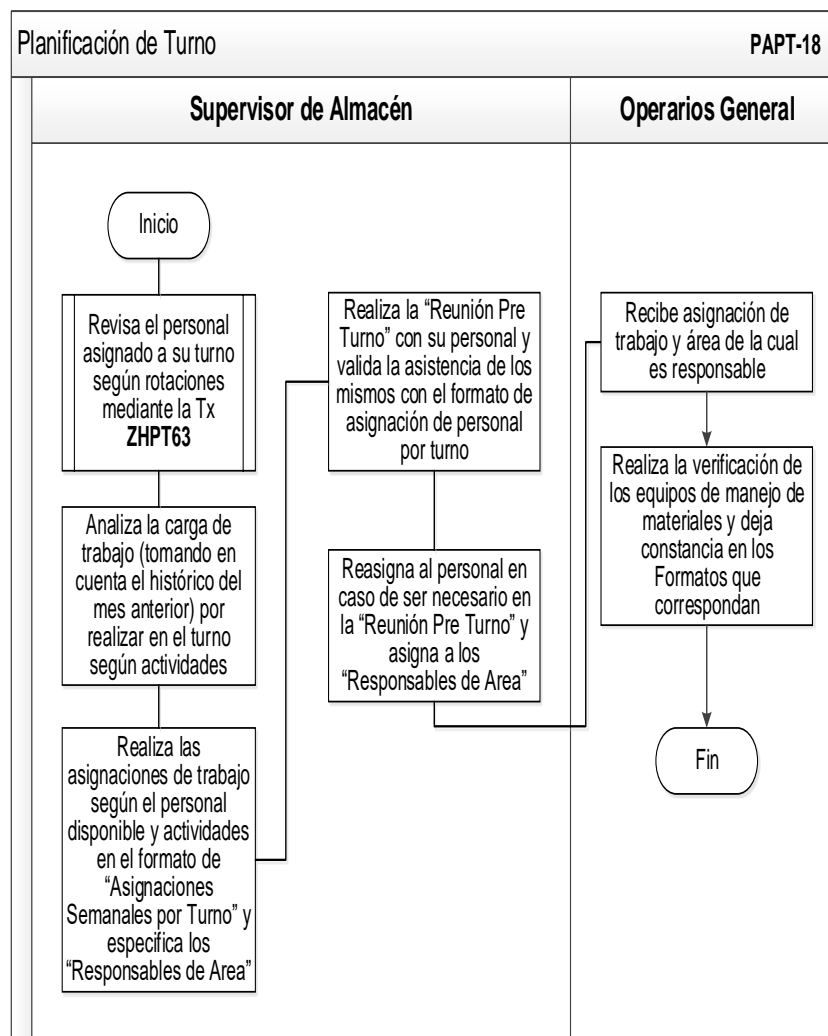 Planificación de Turno
PAPT-18
Supervisor de Almacén
Operarios General
Inicio
Revisa el personal
asignado a su turno
según rotaciones
mediante la Tx
ZHPT63
Analiza la carga de
trabajo (tomando en
cuenta el histórico del
mes anterior) por
realizar en el turno
según actividades
Realiza las
asignaciones de trabajo
según el personal
disponible y actividades
en el formato de
“Asignaciones
Semanales por Turno” y
especifica los
“Responsables de Area”
Realiza la “Reunión Pre
Turno” con su personal y
valida la asistencia de los
mismos con el formato de
asignación de personal
por turno
Reasigna al personal en
caso de ser necesario en
la “Reunión Pre Turno” y
asigna a los
“Responsables de Area”
Recibe asignación de
trabajo y área de la cual
es responsable
Realiza la verificación de
los equipos de manejo de
materiales y deja
constancia en los
Formatos que
correspondan
Fin